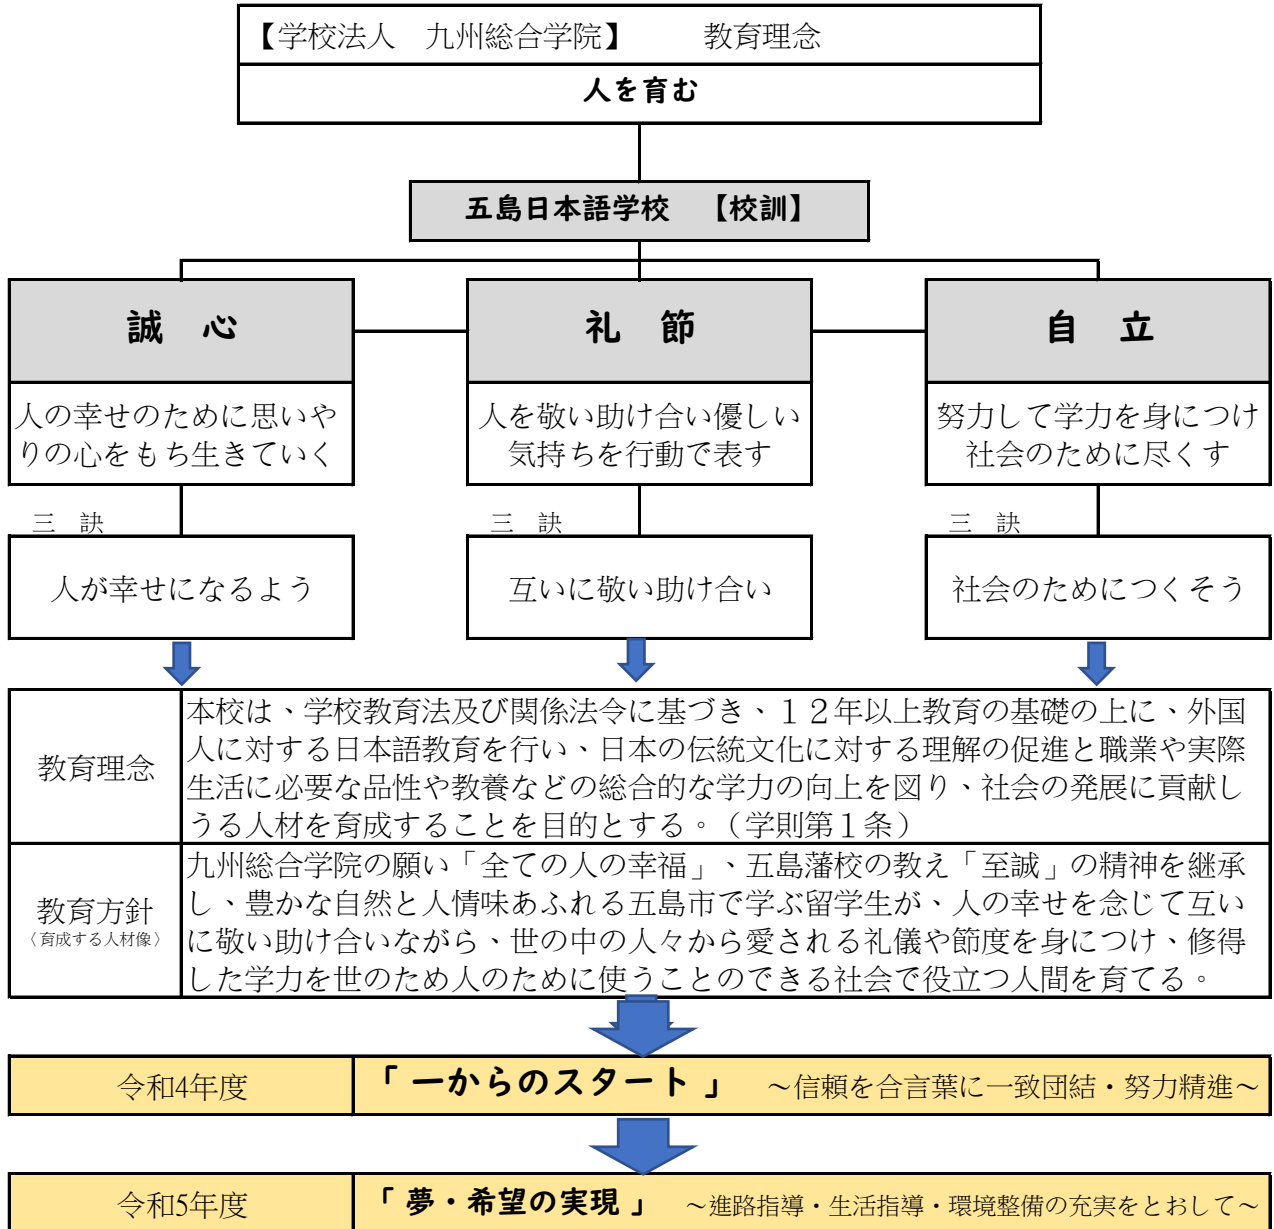 【学校法人　九州総合学院】　　教育理念
人を育む
五島日本語学校　【校訓】
誠　心
礼　節
自　立
人の幸せのために思いや
りの心をもち生きていく
人を敬い助け合い優しい
気持ちを行動で表す
努力して学力を身につけ
社会のために尽くす
三　訣
三　訣
三　訣
人が幸せになるよう
互いに敬い助け合い
社会のためにつくそう
教育理念
本校は、学校教育法及び関係法令に基づき、１２年以上教育の基礎の上に、外国
人に対する日本語教育を行い、日本の伝統文化に対する理解の促進と職業や実際
生活に必要な品性や教養などの総合的な学力の向上を図り、社会の発展に貢献し
うる人材を育成することを目的とする。（学則第１条）
教育方針
〈育成する人材像〉
九州総合学院の願い「全ての人の幸福」、五島藩校の教え「至誠」の精神を継承
し、豊かな自然と人情味あふれる五島市で学ぶ留学生が、人の幸せを念じて互い
に敬い助け合いながら、世の中の人々から愛される礼儀や節度を身につけ、修得
した学力を世のため人のために使うことのできる社会で役立つ人間を育てる。
令和4年度　「 一からのスタート 」　～信頼を合言葉に一致団結・努力精進～
令和5年度　「 夢・希望の実現 」　～進路指導・生活指導・環境整備の充実をとおして～